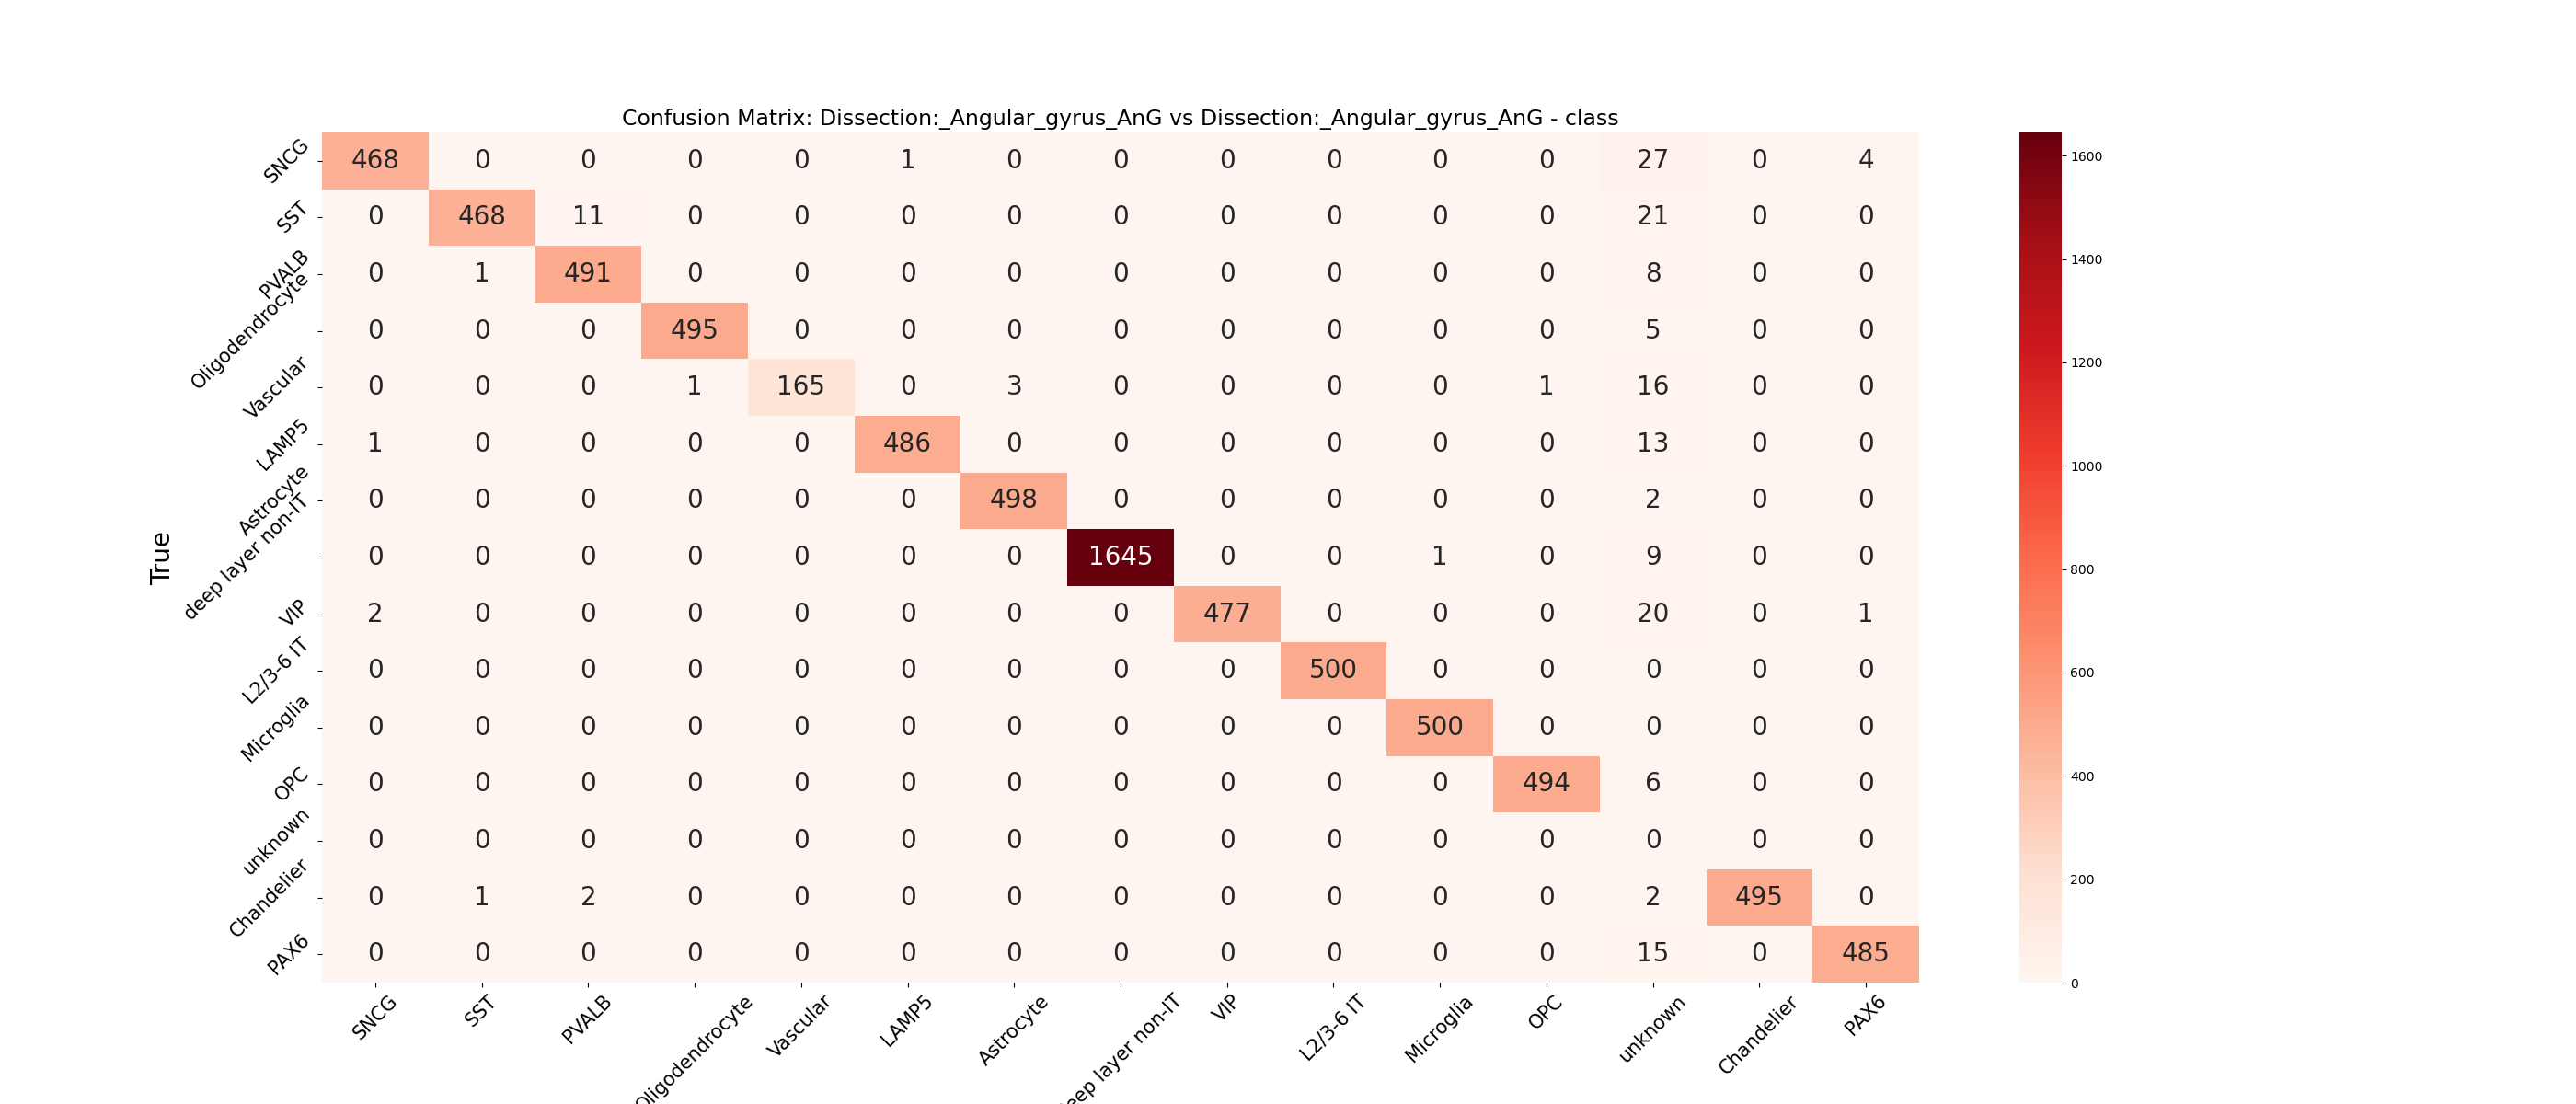 Confusion Matrix: Dissection:_Angular_gyrus_AnG vs Dissection:_Angular_gyrus_AnG - class
SNCG 468 0 0 0 0 1 0 0 0 0 0 0 27 0 4
SST 0 468 11 0 0 0 0 0 0 0 0 0 21 0 0
PVALB 0 1 491 0 0 0 0 0 0 0 0 0 8 0 0
Oligodendrocyte 0 0 0 495 0 0 0 0 0 0 0 0 5 0 0
Vascular 0 0 0 1 165 0 3 0 0 0 0 1 16 0 0
LAMP5 1 0 0 0 0 486 0 0 0 0 0 0 13 0 0
Astrocyte 0 0 0 0 0 0 498 0 0 0 0 0 2 0 0
deep layer non-IT 0 0 0 0 0 0 0 1645 0 0 1 0 9 0 0
VIP 2 0 0 0 0 0 0 0 477 0 0 0 20 0 1
L2/3-6 IT 0 0 0 0 0 0 0 0 0 500 0 0 0 0 0
Microglia 0 0 0 0 0 0 0 0 0 0 500 0 0 0 0
OPC 0 0 0 0 0 0 0 0 0 0 0 494 6 0 0
unknown 0 0 0 0 0 0 0 0 0 0 0 0 0 0 0
Chandelier 0 1 2 0 0 0 0 0 0 0 0 0 2 495 0
PAX6 0 0 0 0 0 0 0 0 0 0 0 0 15 0 485
True
SNCG SST PVALB Oligodendrocyte Vascular LAMP5 Astrocyte eep layer non-IT VIP L2/3-6 IT Microglia OPC unknown Chandelier PAX6
1600
1400
1200
1000
800
600
400
200
0